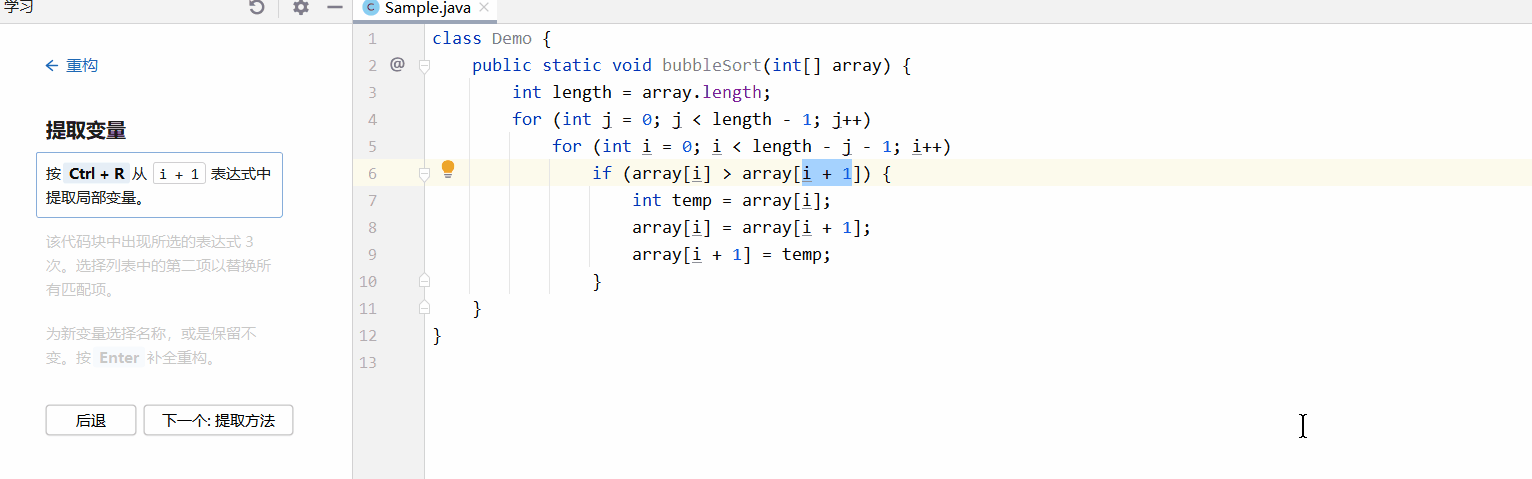 学习
Sample.java
← 重构
提取变量
按 Ctrl + R 从 i + 1 表达式中
提取局部变量。
该代码块中出现所选的表达式 3
次。选择列表中的第二项以替换所
有匹配项。
为新变量选择名称，或是保留不
变。按 Enter 补全重构。
后退
下一个: 提取方法
1 class Demo {
2 @ public static void bubbleSort(int[] array) {
3 int length = array.length;
4 for (int j = 0; j < length - 1; j++)
5 for (int i = 0; i < length - j - 1; i++)
6 if (array[i] > array[i + 1]) {
7 int temp = array[i];
8 array[i] = array[i + 1];
9 array[i + 1] = temp;
10 }
11 }
12 }
13